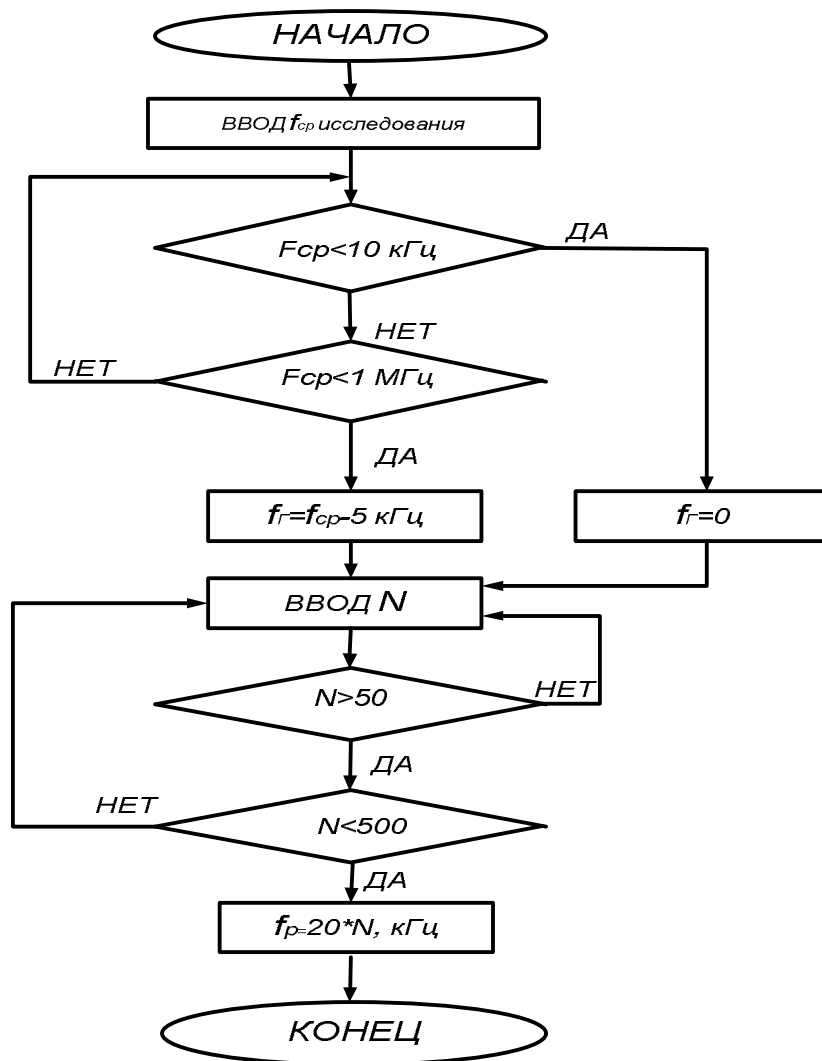 НАЧАЛО
ВВОД fср исследования
Fср<10 кГц
ДА
НЕТ
Fср<1 МГц
НЕТ
ДА
fГ=fср-5 кГц
fГ=0
ВВОД N
N>50
НЕТ
ДА
N<500
НЕТ
ДА
fр=20*N, кГц
КОНЕЦ